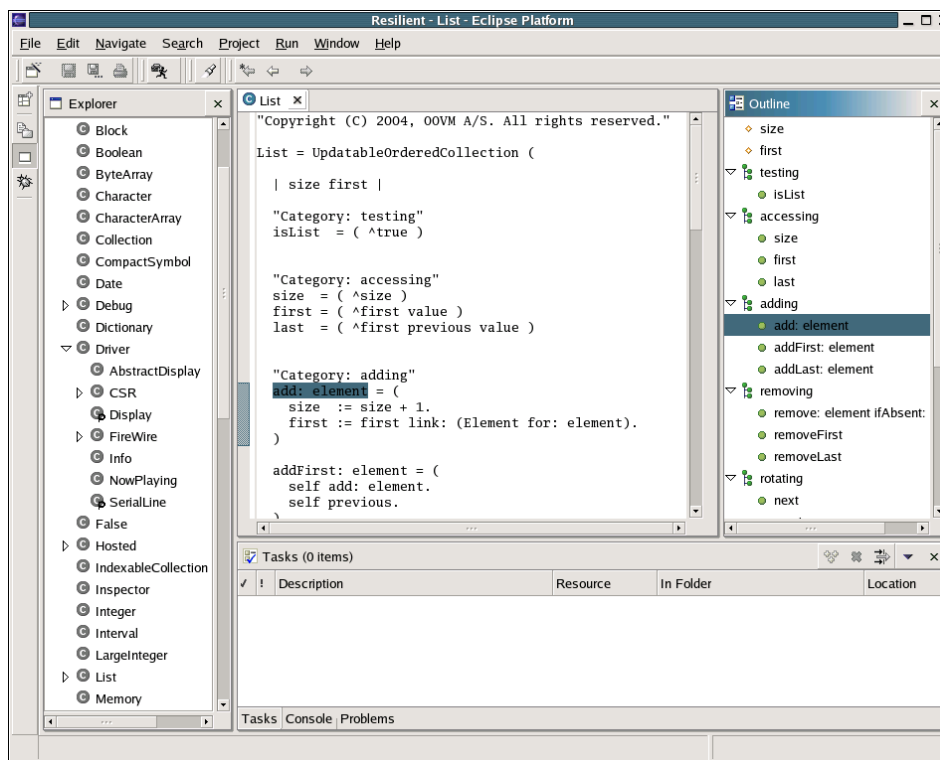 Resilient - List - Eclipse Platform
File Edit Navigate Search Project Run Window Help
Explorer
Block
Boolean
ByteArray
Character
CharacterArray
Collection
CompactSymbol
Date
Debug
Dictionary
Driver
AbstractDisplay
CSR
Display
FireWire
Info
NowPlaying
SerialLine
False
Hosted
IndexableCollection
Inspector
Integer
Interval
LargeInteger
List
Memory
List
"Copyright (C) 2004, OOVM A/S. All rights reserved."
List = UpdatableOrderedCollection (
| size first |
"Category: testing"
isList = ( ^true )
"Category: accessing"
size = ( ^size )
first = ( ^first value )
last = ( ^first previous value )
"Category: adding"
add: element = (
size := size + 1.
first := first link: (Element for: element).
)
addFirst: element = (
self add: element.
self previous.
)
Outline
size
first
testing
isList
accessing
size
first
last
adding
add: element
addFirst: element
addLast: element
removing
remove: element ifAbsent:
removeFirst
removeLast
rotating
next
Tasks (0 items)
✓ ! Description Resource In Folder Location
Tasks Console Problems